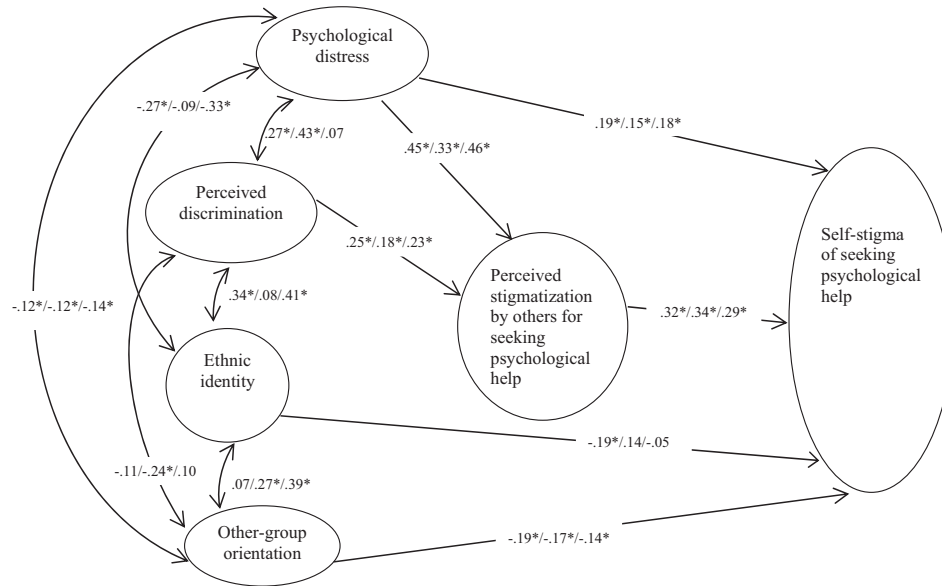 Psychological
distress
-.27*/-.09/-.33*
.27*/.43*/.07
.45*/.33*/.46*
.19*/.15*/.18*
Perceived
discrimination
.25*/.18*/.23*
Self-stigma
of seeking
psychological
help
Perceived
stigmatization
by others for
seeking
psychological
help
.34*/.08/.41*
-.12*/-.12*/-.14*
.32*/.34*/.29*
Ethnic
identity
-.19*/.14/-.05
-.11/-.24*/.10
.07/.27*/.39*
Other-group
orientation
-.19*/-.17*/-.14*